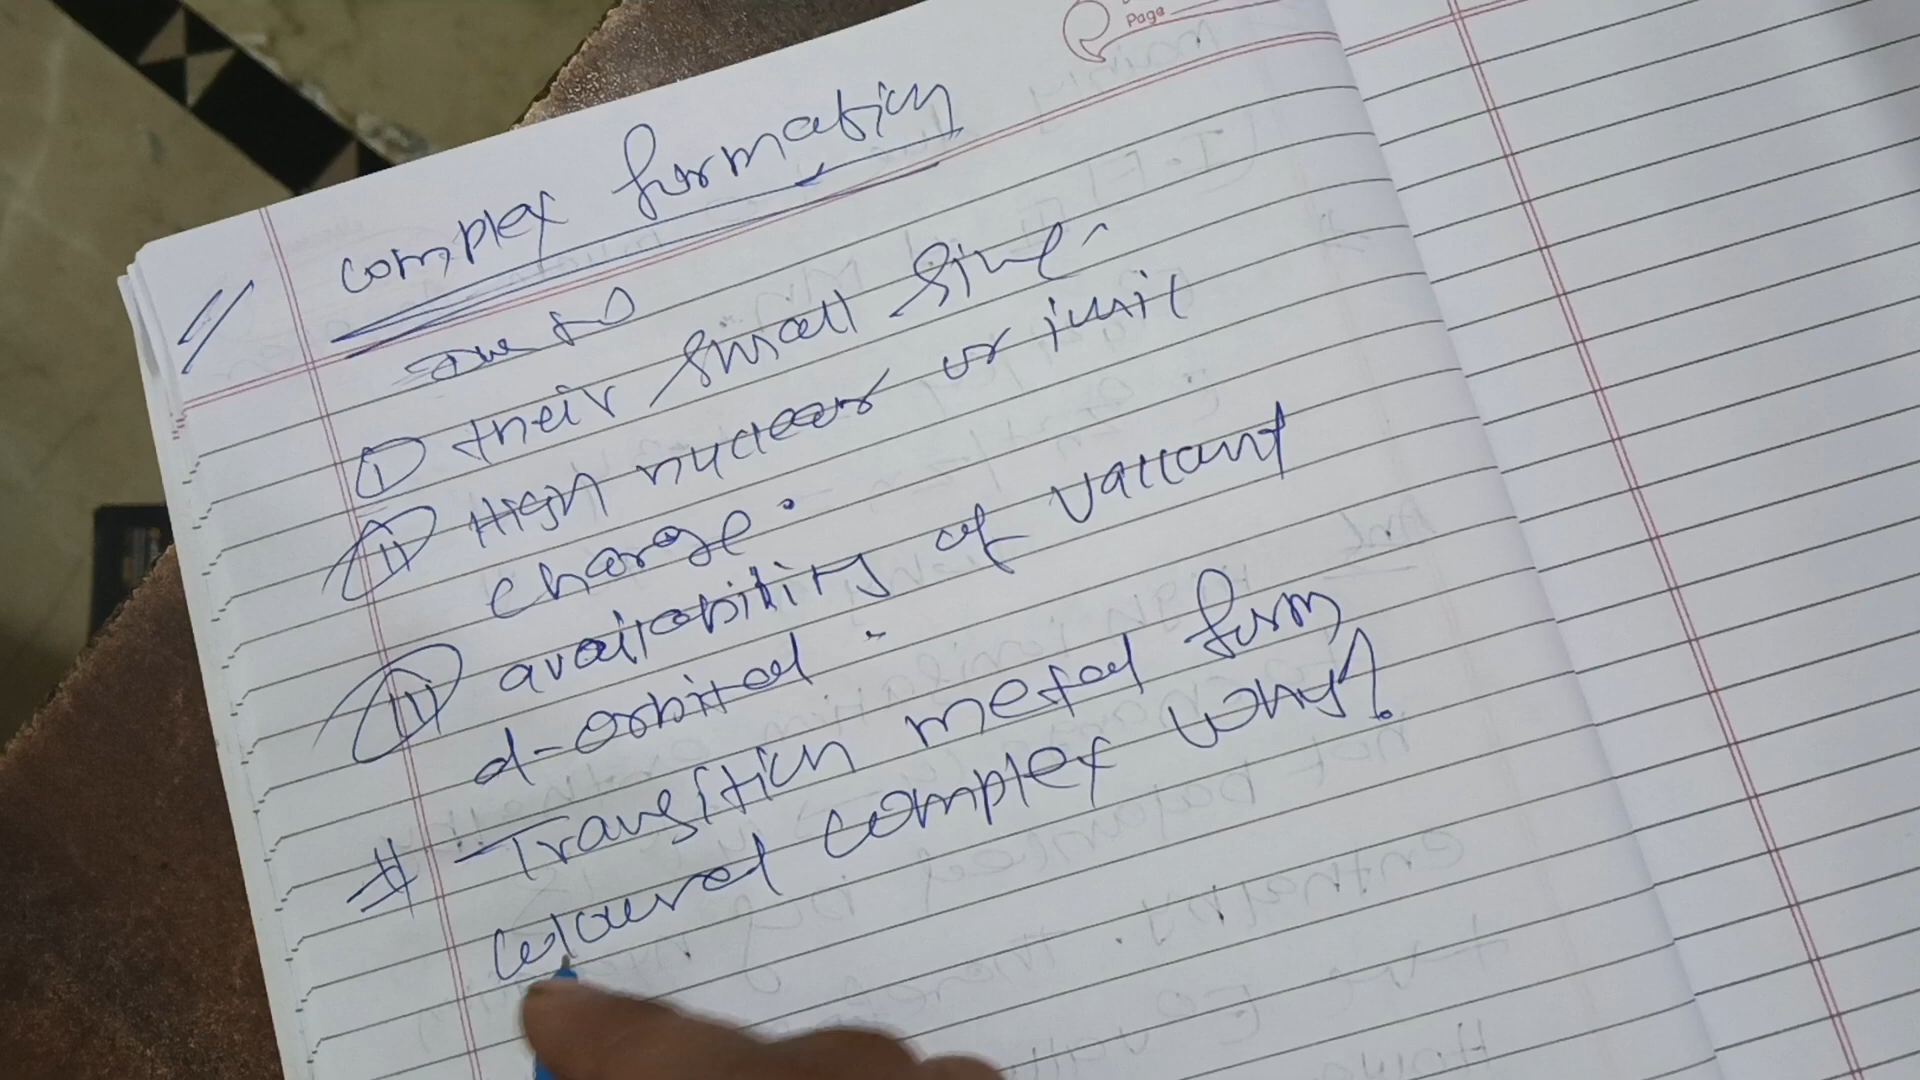 Page
complex formation
Due to
I their small size
II High nuclear or ionic
charge.
III availability of vallant
d-orbital.
# Transition metal form
coloured complex why?